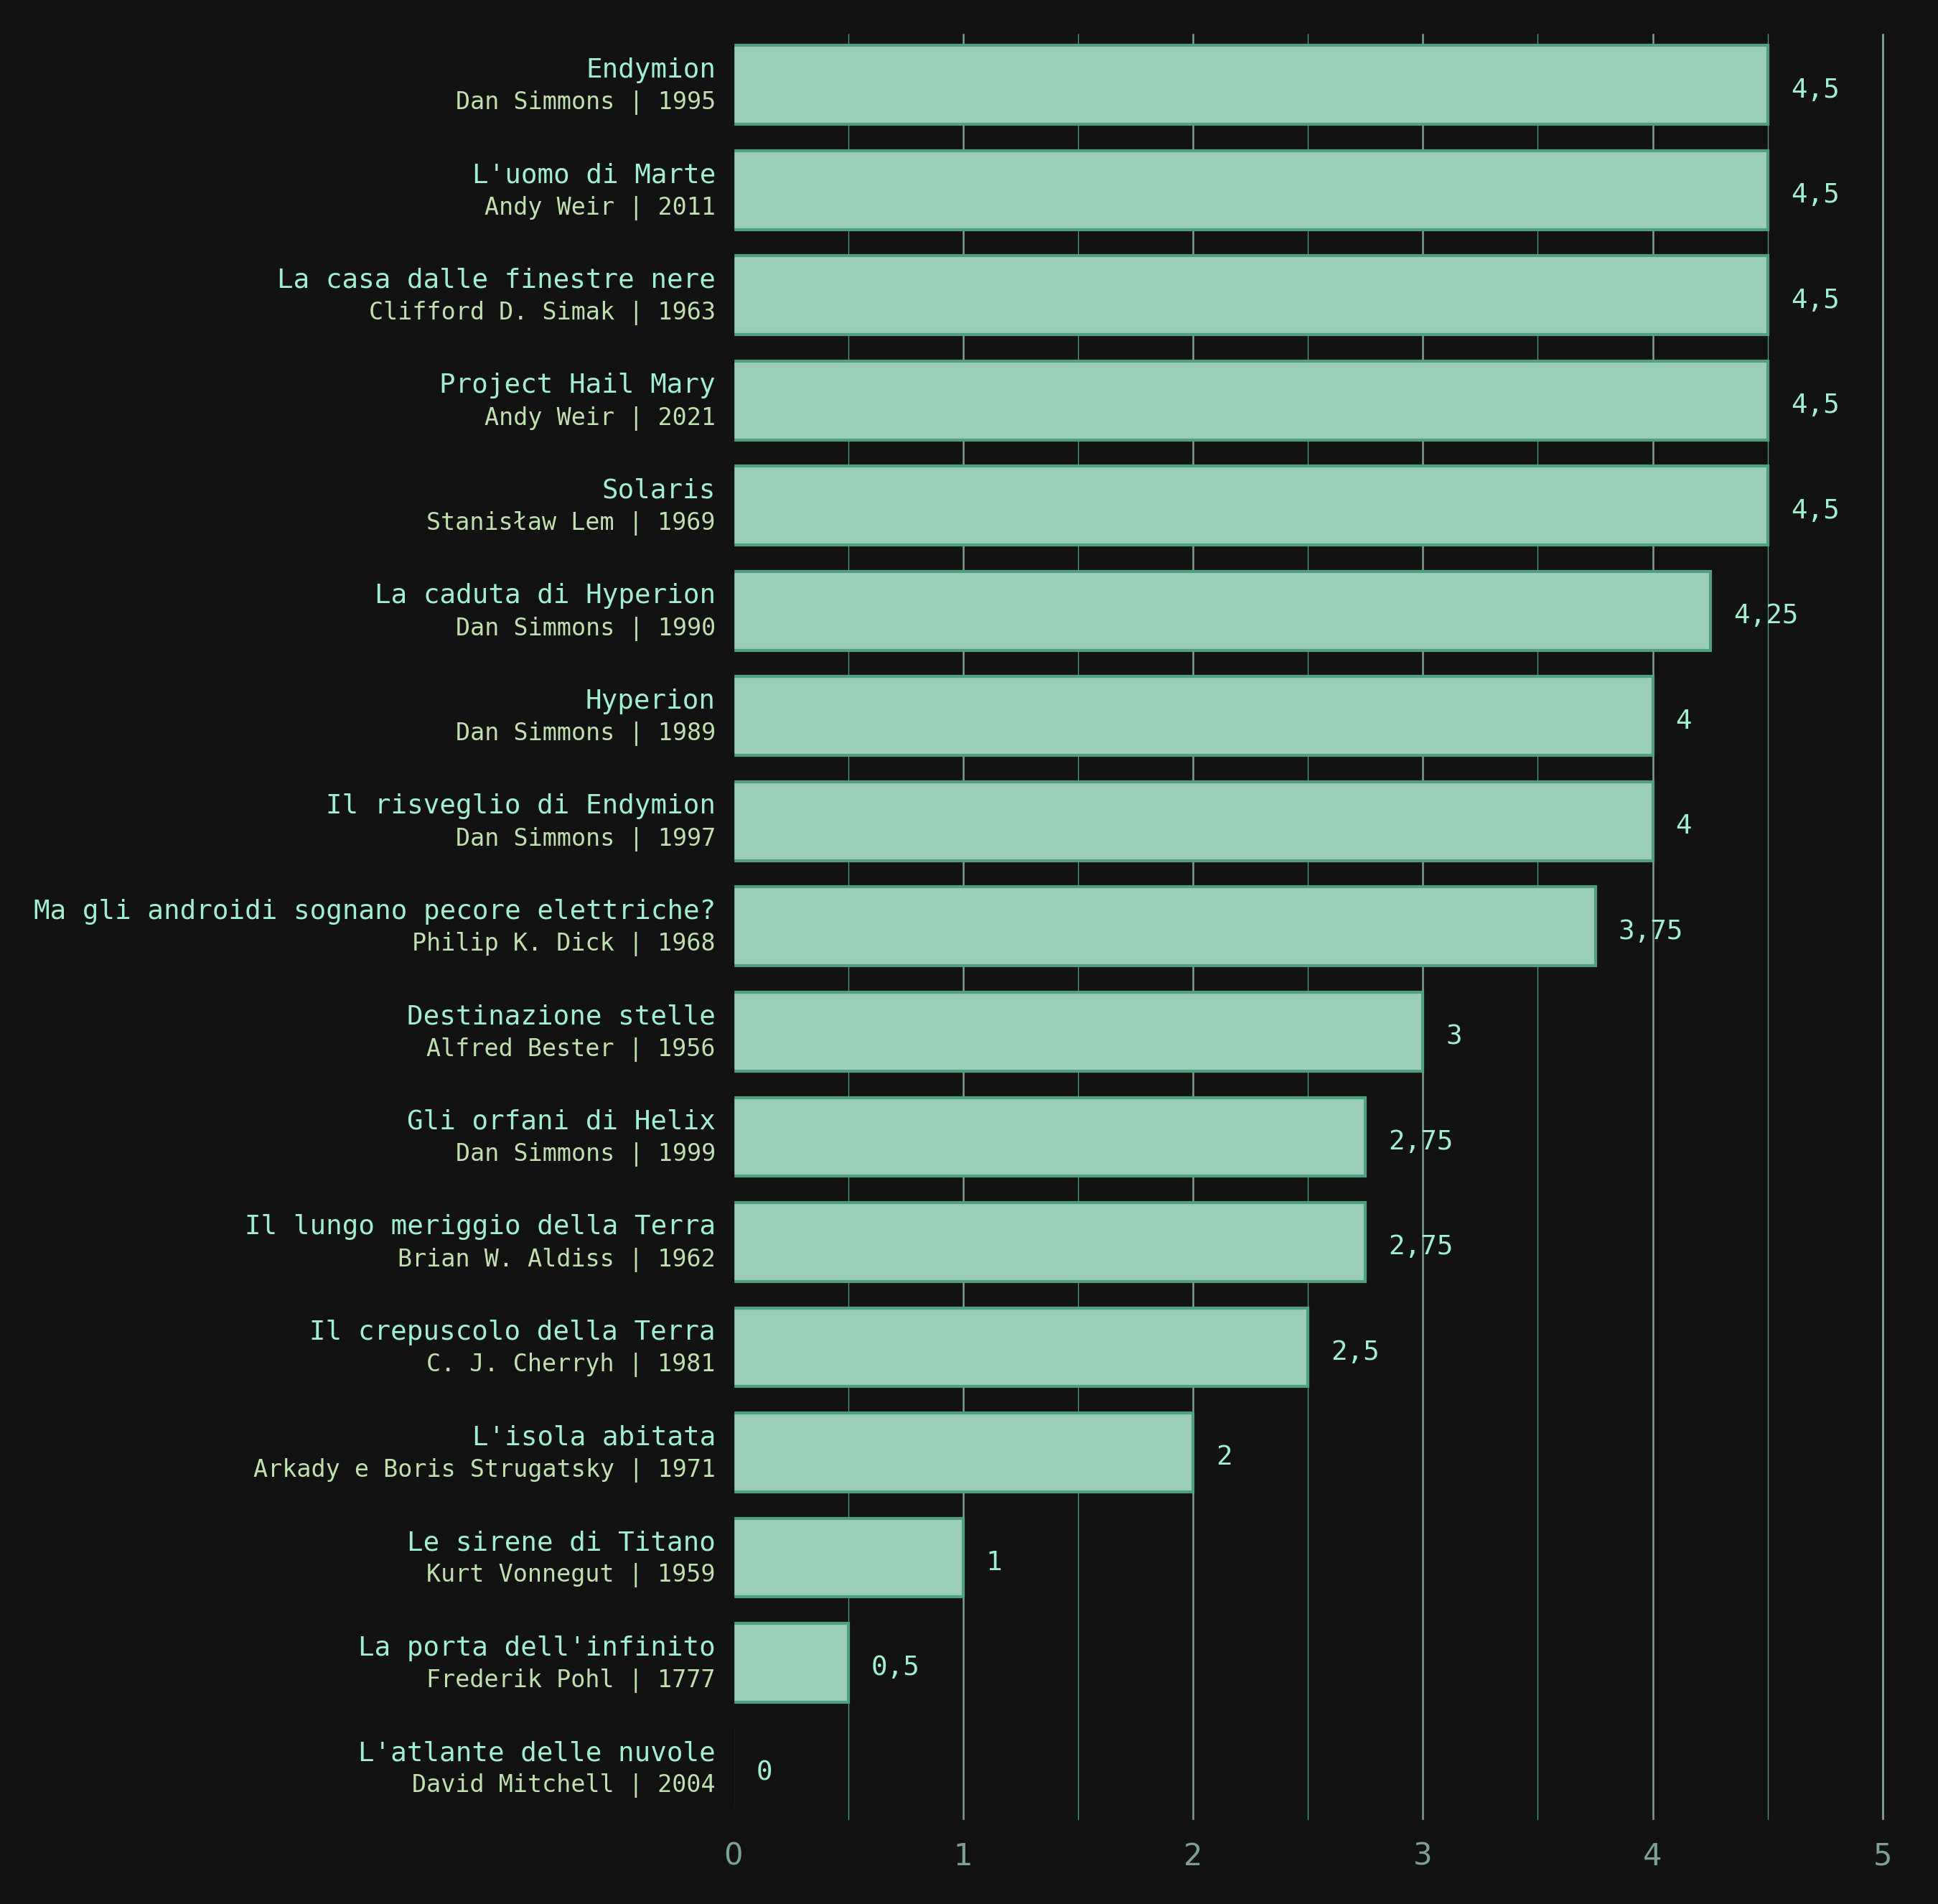 Endymion
Dan Simmons | 1995
4,5
L'uomo di Marte
Andy Weir | 2011
4,5
La casa dalle finestre nere
Clifford D. Simak | 1963
4,5
Project Hail Mary
Andy Weir | 2021
4,5
Solaris
Stanisław Lem | 1969
4,5
La caduta di Hyperion
Dan Simmons | 1990
4,25
Hyperion
Dan Simmons | 1989
4
Il risveglio di Endymion
Dan Simmons | 1997
4
Ma gli androidi sognano pecore elettriche?
Philip K. Dick | 1968
3,75
Destinazione stelle
Alfred Bester | 1956
3
Gli orfani di Helix
Dan Simmons | 1999
2,75
Il lungo meriggio della Terra
Brian W. Aldiss | 1962
2,75
Il crepuscolo della Terra
C. J. Cherryh | 1981
2,5
L'isola abitata
Arkady e Boris Strugatsky | 1971
2
Le sirene di Titano
Kurt Vonnegut | 1959
1
La porta dell'infinito
Frederik Pohl | 1777
0,5
L'atlante delle nuvole
David Mitchell | 2004
0
0 1 2 3 4 5